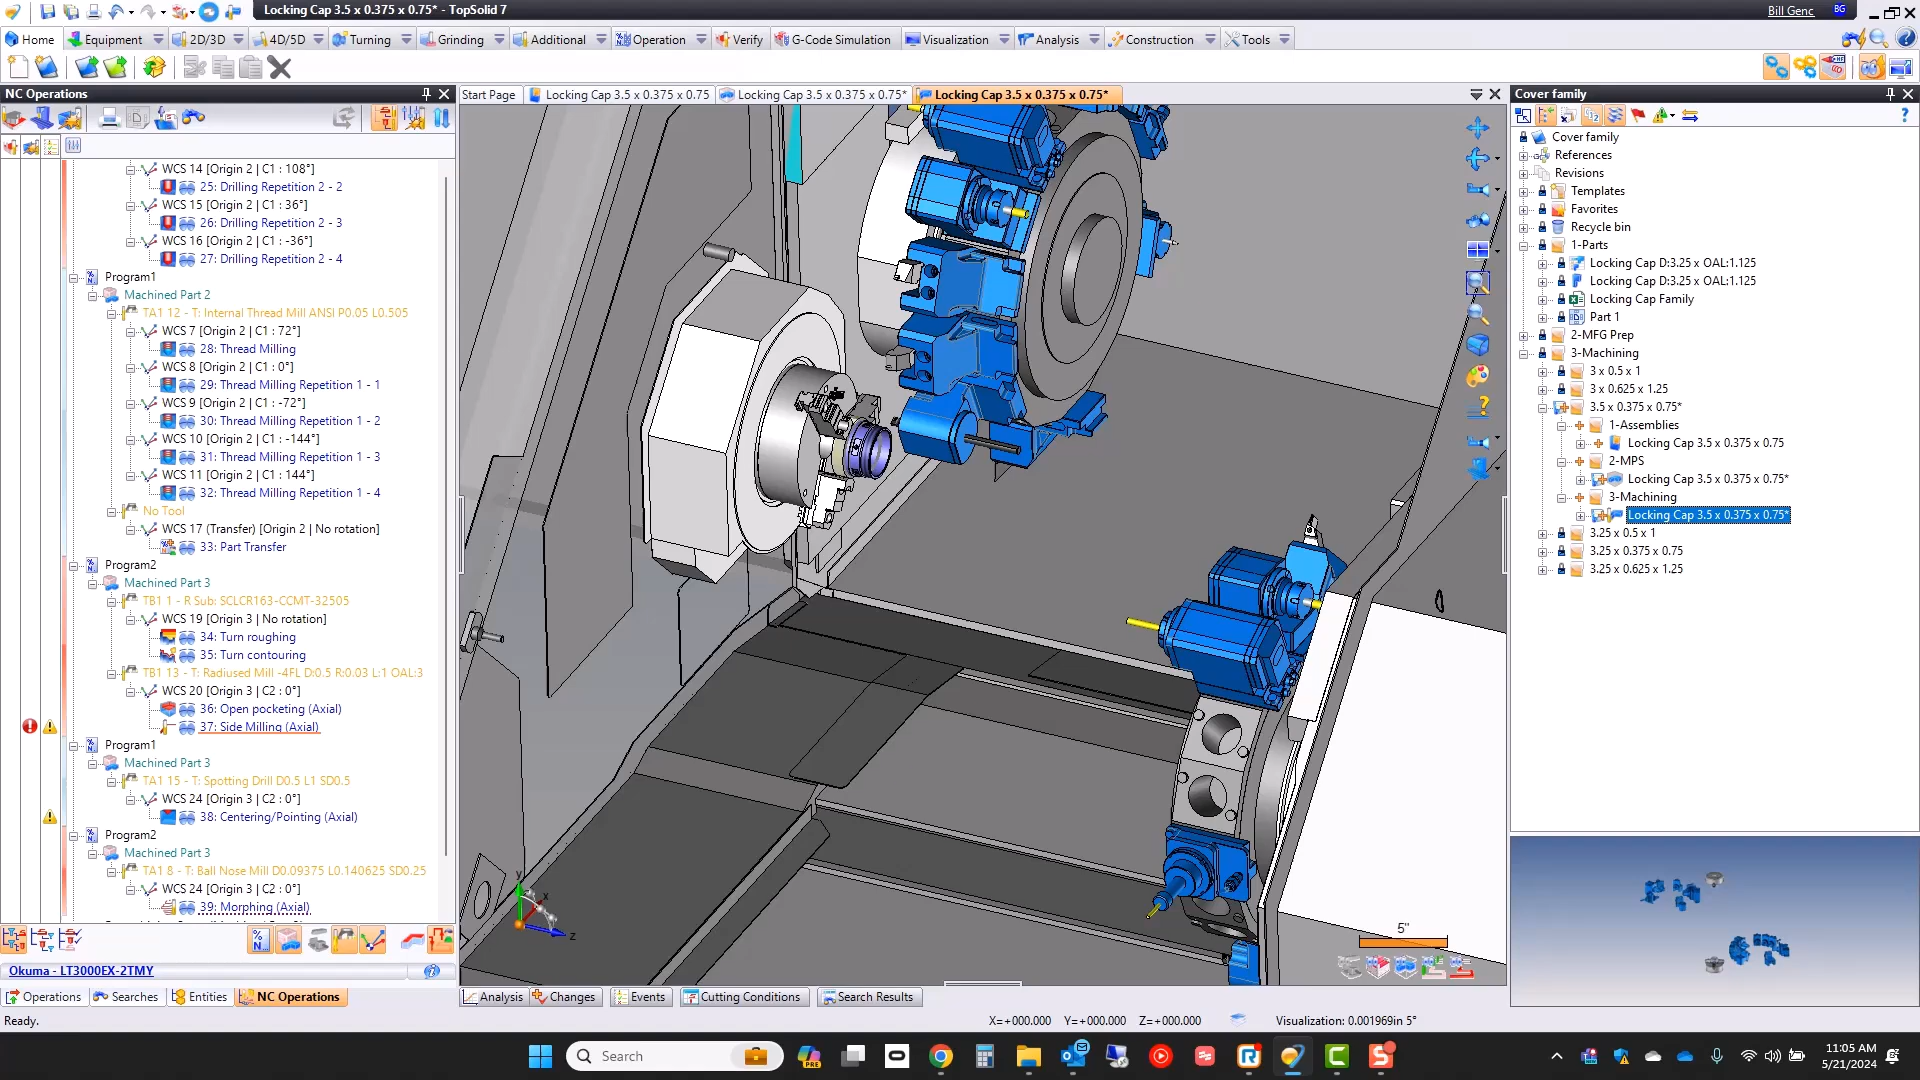 Locking Cap 3.5 x 0.375 x 0.75* - TopSolid 7
Bill Genc
BG
Home
Equipment
2D/3D
4D/5D
Turning
Grinding
Additional
Operation
Verify
G-Code Simulation
Visualization
Analysis
Construction
Tools
NC Operations
Start Page
Locking Cap 3.5 x 0.375 x 0.75
Locking Cap 3.5 x 0.375 x 0.75*
Locking Cap 3.5 x 0.375 x 0.75*
Cover family
WCS 14 [Origin 2 | C1 : 108°]
25: Drilling Repetition 2 - 2
WCS 15 [Origin 2 | C1 : 36°]
26: Drilling Repetition 2 - 3
WCS 16 [Origin 2 | C1 : -36°]
27: Drilling Repetition 2 - 4
Program1
Machined Part 2
TA1 12 - T: Internal Thread Mill ANSI P0.05 L0.505
WCS 7 [Origin 2 | C1 : 72°]
28: Thread Milling
WCS 8 [Origin 2 | C1 : 0°]
29: Thread Milling Repetition 1 - 1
WCS 9 [Origin 2 | C1 : -72°]
30: Thread Milling Repetition 1 - 2
WCS 10 [Origin 2 | C1 : -144°]
31: Thread Milling Repetition 1 - 3
WCS 11 [Origin 2 | C1 : 144°]
32: Thread Milling Repetition 1 - 4
No Tool
WCS 17 (Transfer) [Origin 2 | No rotation]
33: Part Transfer
Program2
Machined Part 3
TB1 1 - R Sub: SCLCR163-CCMT-32505
WCS 19 [Origin 3 | No rotation]
34: Turn roughing
35: Turn contouring
TB1 13 - T: Radiused Mill -4FL D:0.5 R:0.03 L:1 OAL:3
WCS 20 [Origin 3 | C2 : 0°]
36: Open pocketing (Axial)
37: Side Milling (Axial)
Program1
Machined Part 3
TA1 15 - T: Spotting Drill D0.5 L1 SD0.5
WCS 24 [Origin 3 | C2 : 0°]
38: Centering/Pointing (Axial)
Program2
Machined Part 3
TA1 8 - T: Ball Nose Mill D0.09375 L0.140625 SD0.25
WCS 24 [Origin 3 | C2 : 0°]
39: Morphing (Axial)
Okuma - LT3000EX-2TMY
Operations
Searches
Entities
NC Operations
Ready.
y
x
z
5"
Analysis
Changes
Events
Cutting Conditions
Search Results
X=+000.000 Y=+000.000 Z=+000.000
Visualization: 0.001969in 5°
Cover family
References
Revisions
Templates
Favorites
Recycle bin
1-Parts
Locking Cap D:3.25 x OAL:1.125
Locking Cap D:3.25 x OAL:1.125
Locking Cap Family
Part 1
2-MFG Prep
3-Machining
3 x 0.5 x 1
3 x 0.625 x 1.25
3.5 x 0.375 x 0.75*
1-Assemblies
Locking Cap 3.5 x 0.375 x 0.75
2-MPS
Locking Cap 3.5 x 0.375 x 0.75*
3-Machining
Locking Cap 3.5 x 0.375 x 0.75*
3.25 x 0.5 x 1
3.25 x 0.375 x 0.75
3.25 x 0.625 x 1.25
Search
PRE
11:05 AM
5/21/2024